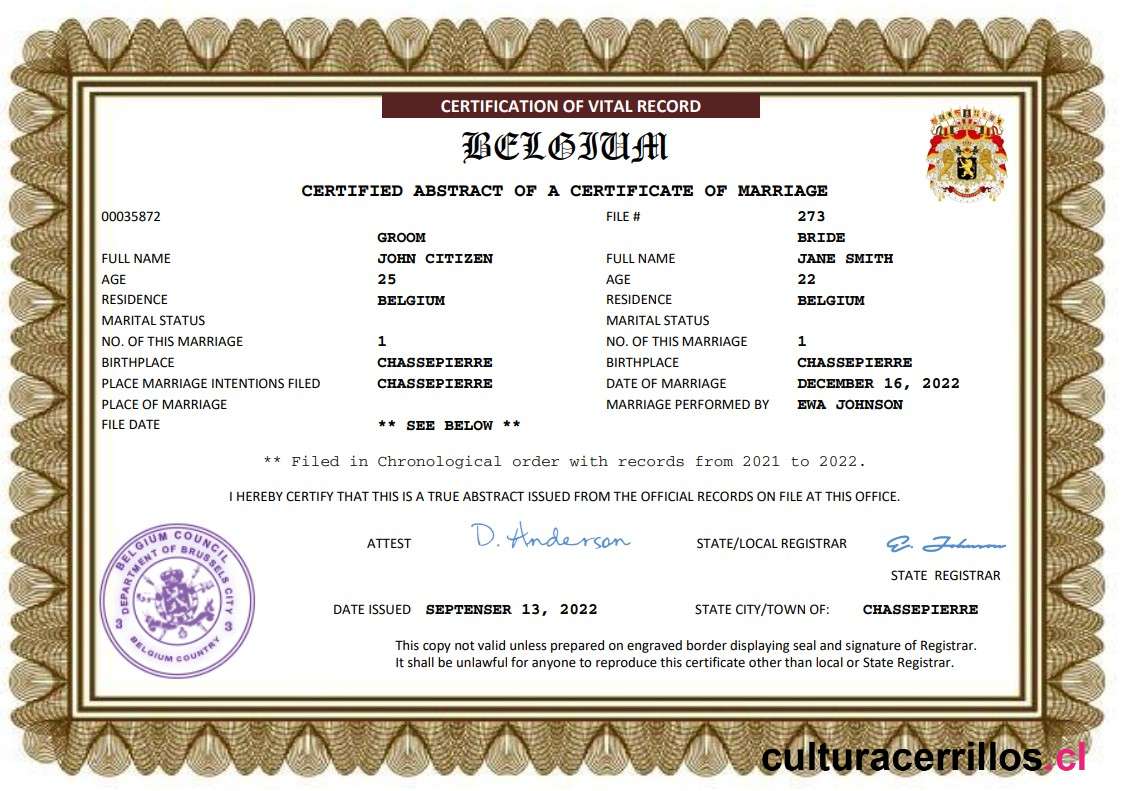 CERTIFICATION OF VITAL RECORD
BELGIUM
CERTIFIED ABSTRACT OF A CERTIFICATE OF MARRIAGE
00035872 FILE # 273
GROOM BRIDE
FULL NAME JOHN CITIZEN FULL NAME JANE SMITH
AGE 25 AGE 22
RESIDENCE BELGIUM RESIDENCE BELGIUM
MARITAL STATUS MARITAL STATUS
NO. OF THIS MARRIAGE 1 NO. OF THIS MARRIAGE 1
BIRTHPLACE CHASSEPIERRE BIRTHPLACE CHASSEPIERRE
PLACE MARRIAGE INTENTIONS FILED CHASSEPIERRE DATE OF MARRIAGE DECEMBER 16, 2022
PLACE OF MARRIAGE MARRIAGE PERFORMED BY EWA JOHNSON
FILE DATE ** SEE BELOW **
** Filed in Chronological order with records from 2021 to 2022.
I HEREBY CERTIFY THAT THIS IS A TRUE ABSTRACT ISSUED FROM THE OFFICIAL RECORDS ON FILE AT THIS OFFICE.
BELGIUM COUNCIL
DEPARTMENT OF BRUSSELS CITY
3 3
BELGIUM COUNTRY
ATTEST D. Anderson STATE/LOCAL REGISTRAR E. Johnson
STATE REGISTRAR
DATE ISSUED SEPTENSER 13, 2022 STATE CITY/TOWN OF: CHASSEPIERRE
This copy not valid unless prepared on engraved border displaying seal and signature of Registrar.
It shall be unlawful for anyone to reproduce this certificate other than local or State Registrar.
culturacerrillos.cl